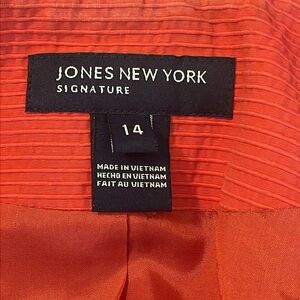 JONES NEW YORK
SIGNATURE
14
MADE IN VIETNAM
HECHO EN VIETNAM
FAIT AU VIETNAM